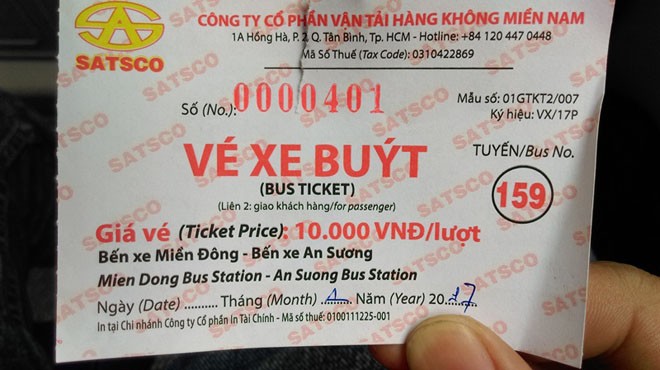 SATSCO
CÔNG TY CỔ PHẦN VẬN TẢI HÀNG KHÔNG MIỀN NAM
1A Hồng Hà, P. 2, Q. Tân Bình, Tp. HCM - Hotline: +84 120 447 0448
Mã Số Thuế (Tax Code): 0310422869
Số (No.): 0000401
Mẫu số: 01GTKT2/007
Ký hiệu: VX/17P
VÉ XE BUÝT
(BUS TICKET)
(Liên 2: giao khách hàng/for passenger)
TUYẾN/Bus No.
159
Giá vé (Ticket Price): 10.000 VNĐ/lượt
Bến xe Miền Đông - Bến xe An Sương
Mien Dong Bus Station - An Suong Bus Station
Ngày (Date) .......... Tháng (Month) ...... Năm (Year) 20.17
In tại Chi nhánh Công ty Cổ phần In Tài Chính - Mã số thuế: 0100111225-001